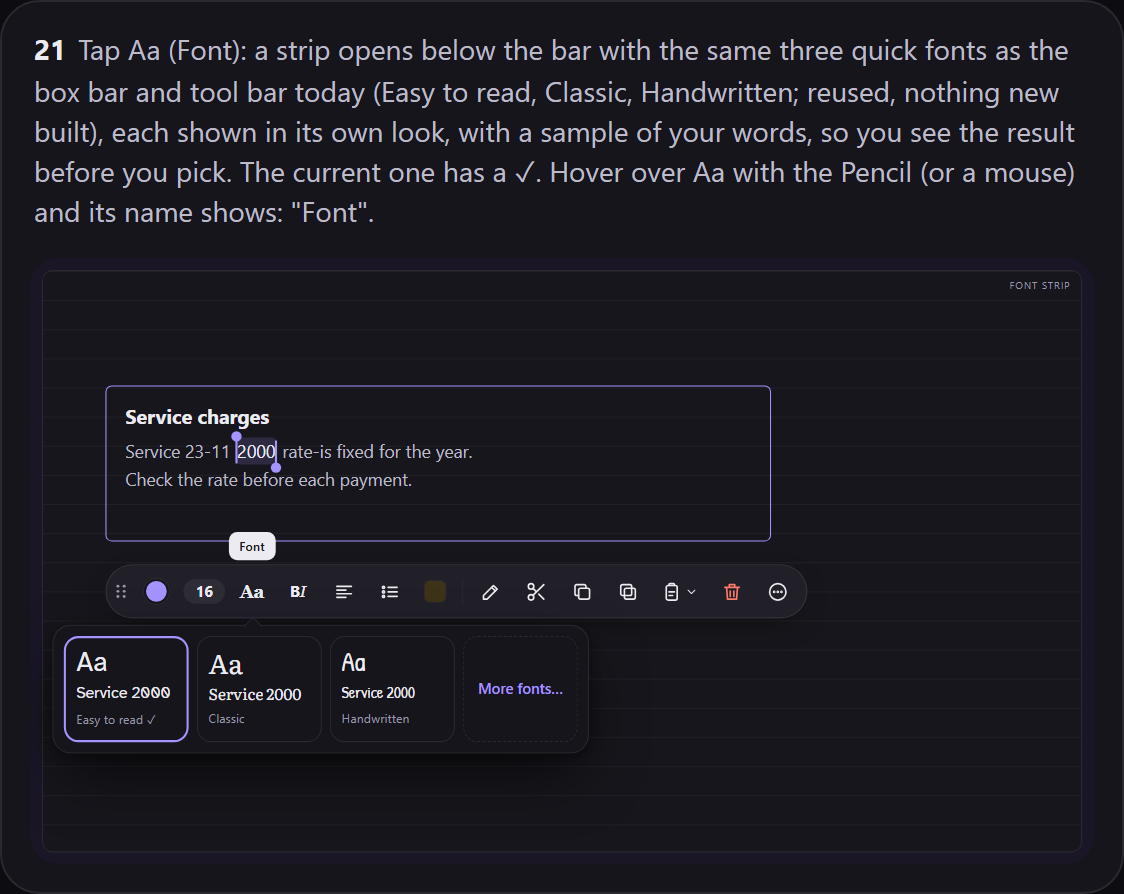 21 Tap Aa (Font): a strip opens below the bar with the same three quick fonts as the
box bar and tool bar today (Easy to read, Classic, Handwritten; reused, nothing new
built), each shown in its own look, with a sample of your words, so you see the result
before you pick. The current one has a ✓. Hover over Aa with the Pencil (or a mouse)
and its name shows: "Font".
FONT STRIP
Service charges
Service 23-11 2000 rate-is fixed for the year.
Check the rate before each payment.
Font
16 Aa BI
Aa
Service 2000
Easy to read ✓
Aa
Service 2000
Classic
Aa
Service 2000
Handwritten
More fonts...